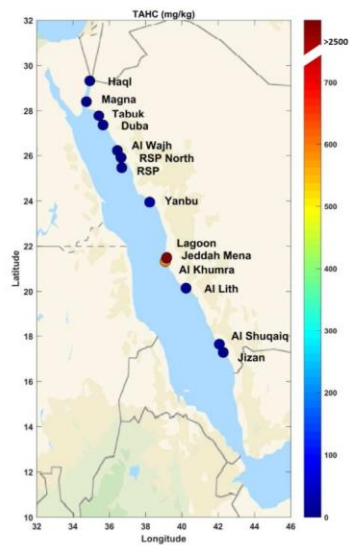 TAHC (mg/kg)
32
30
28
26
24
22
20
18
16
14
12
10
Latitude
Haql
Magna
Tabuk
Duba
Al Wajh
RSP North
RSP
Yanbu
Lagoon
Jeddah Mena
Al Khumra
Al Lith
Al Shuqaiq
Jizan
32 34 36 38 40 42 44 46
Longitude
>2500
700
600
500
400
300
200
100
0